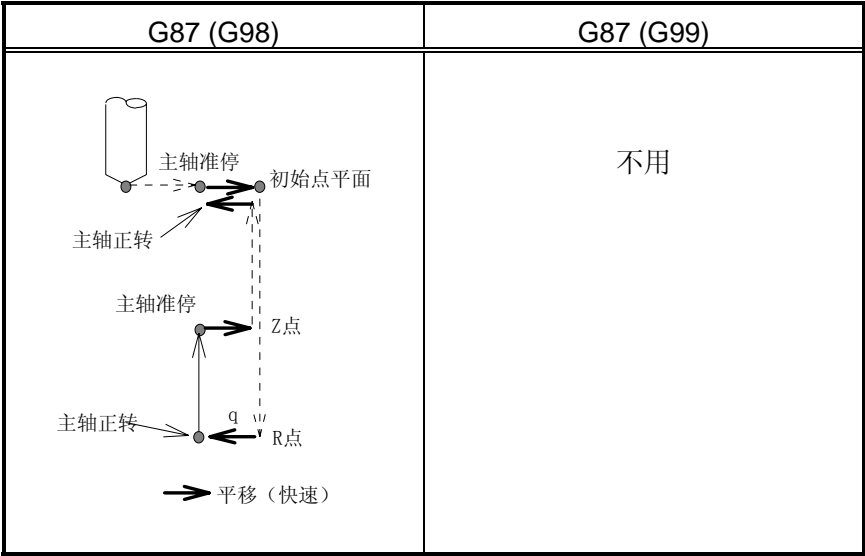 G87 (G98)
G87 (G99)
主轴准停
初始点平面
不用
主轴正转
主轴准停
Z点
主轴正转
q
R点
平移（快速）